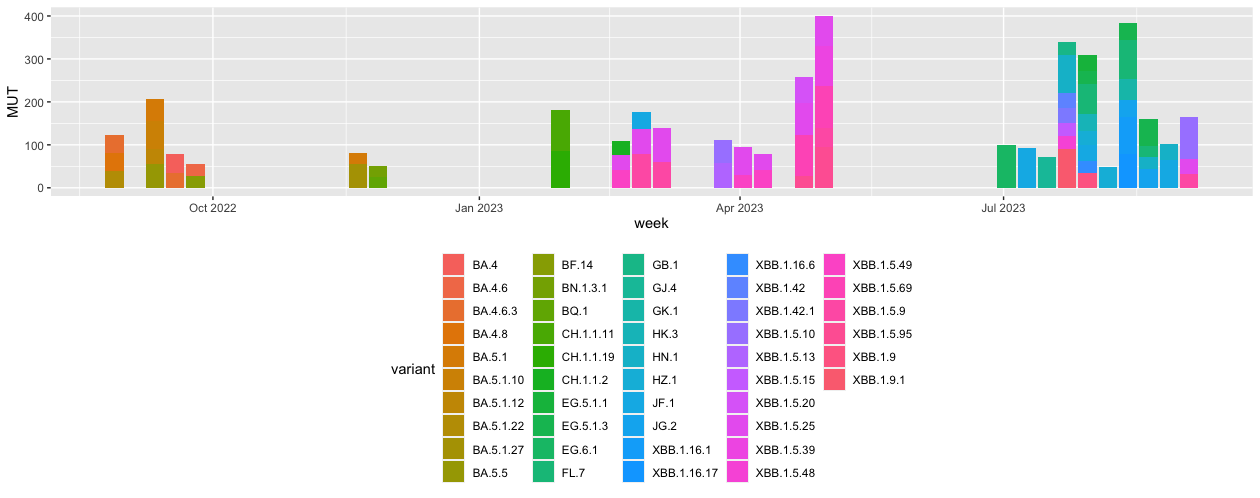 400
300
200
100
0
MUT
Oct 2022 Jan 2023 Apr 2023 Jul 2023
week
variant
BA.4
BA.4.6
BA.4.6.3
BA.4.8
BA.5.1
BA.5.1.10
BA.5.1.12
BA.5.1.22
BA.5.1.27
BA.5.5
BF.14
BN.1.3.1
BQ.1
CH.1.1.11
CH.1.1.19
CH.1.1.2
EG.5.1.1
EG.5.1.3
EG.6.1
FL.7
GB.1
GJ.4
GK.1
HK.3
HN.1
HZ.1
JF.1
JG.2
XBB.1.16.1
XBB.1.16.17
XBB.1.16.6
XBB.1.42
XBB.1.42.1
XBB.1.5.10
XBB.1.5.13
XBB.1.5.15
XBB.1.5.20
XBB.1.5.25
XBB.1.5.39
XBB.1.5.48
XBB.1.5.49
XBB.1.5.69
XBB.1.5.9
XBB.1.5.95
XBB.1.9
XBB.1.9.1